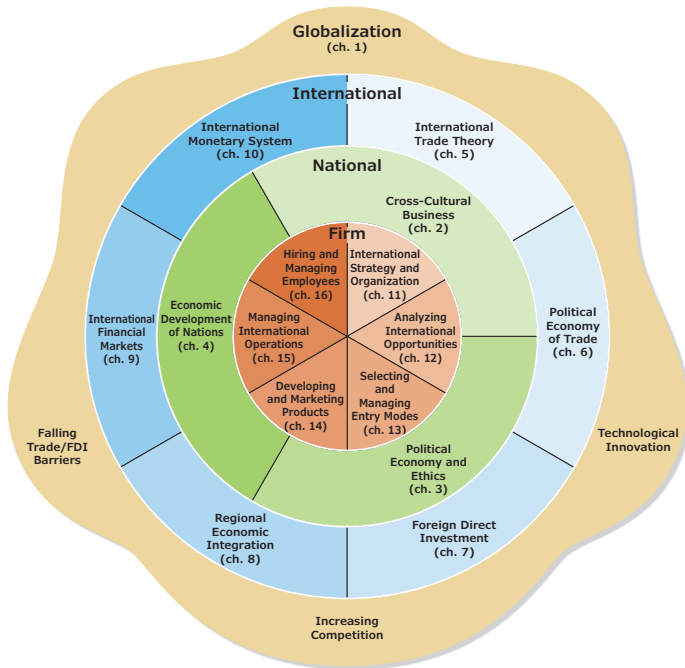 Globalization
(ch. 1)
International
International
Monetary System
(ch. 10)
International
Trade Theory
(ch. 5)
National
Cross-Cultural
Business
(ch. 2)
Firm
Hiring and
Managing
Employees
(ch. 16)
International
Strategy and
Organization
(ch. 11)
International
Financial
Markets
(ch. 9)
Economic
Development
of Nations
(ch. 4)
Managing
International
Operations
(ch. 15)
Analyzing
International
Opportunities
(ch. 12)
Political
Economy
of Trade
(ch. 6)
Developing
and Marketing
Products
(ch. 14)
Selecting
and
Managing
Entry Modes
(ch. 13)
Falling
Trade/FDI
Barriers
Technological
Innovation
Political
Economy and
Ethics
(ch. 3)
Regional
Economic
Integration
(ch. 8)
Foreign Direct
Investment
(ch. 7)
Increasing
Competition